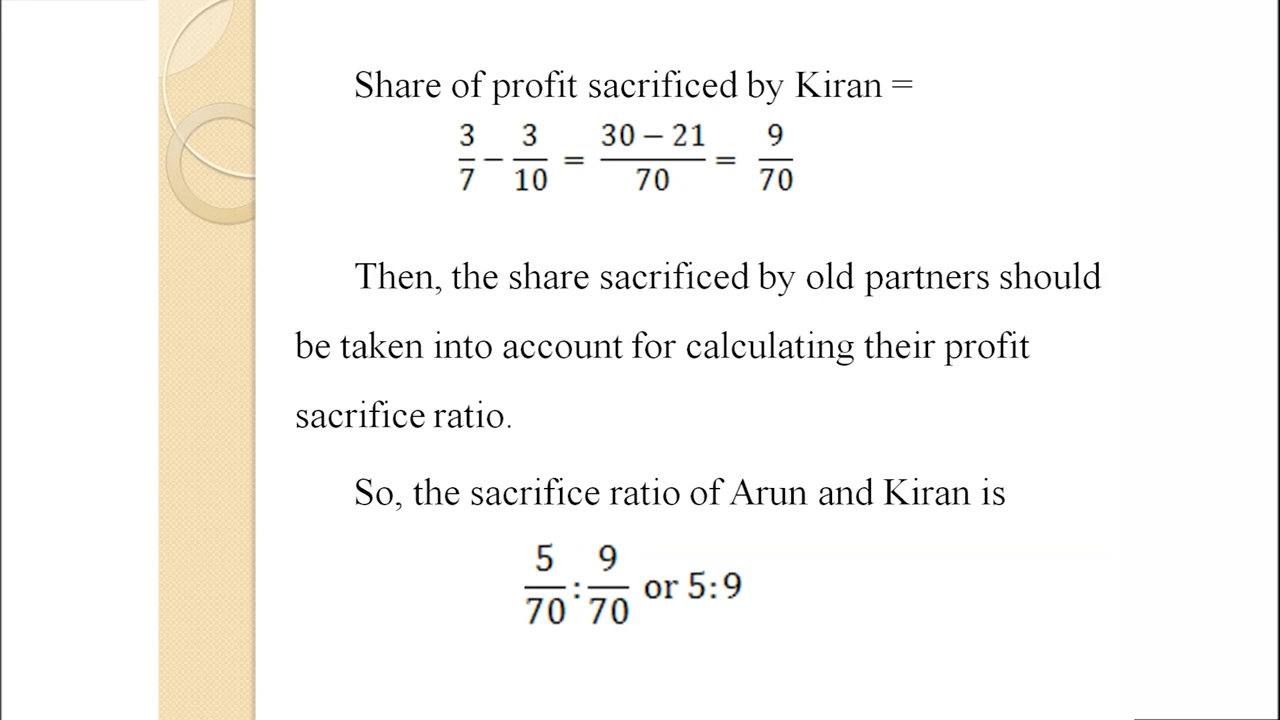 Share of profit sacrificed by Kiran =
3/7 − 3/10 = (30 − 21)/70 = 9/70
Then, the share sacrificed by old partners should
be taken into account for calculating their profit
sacrifice ratio.
So, the sacrifice ratio of Arun and Kiran is
5/70 : 9/70 or 5:9